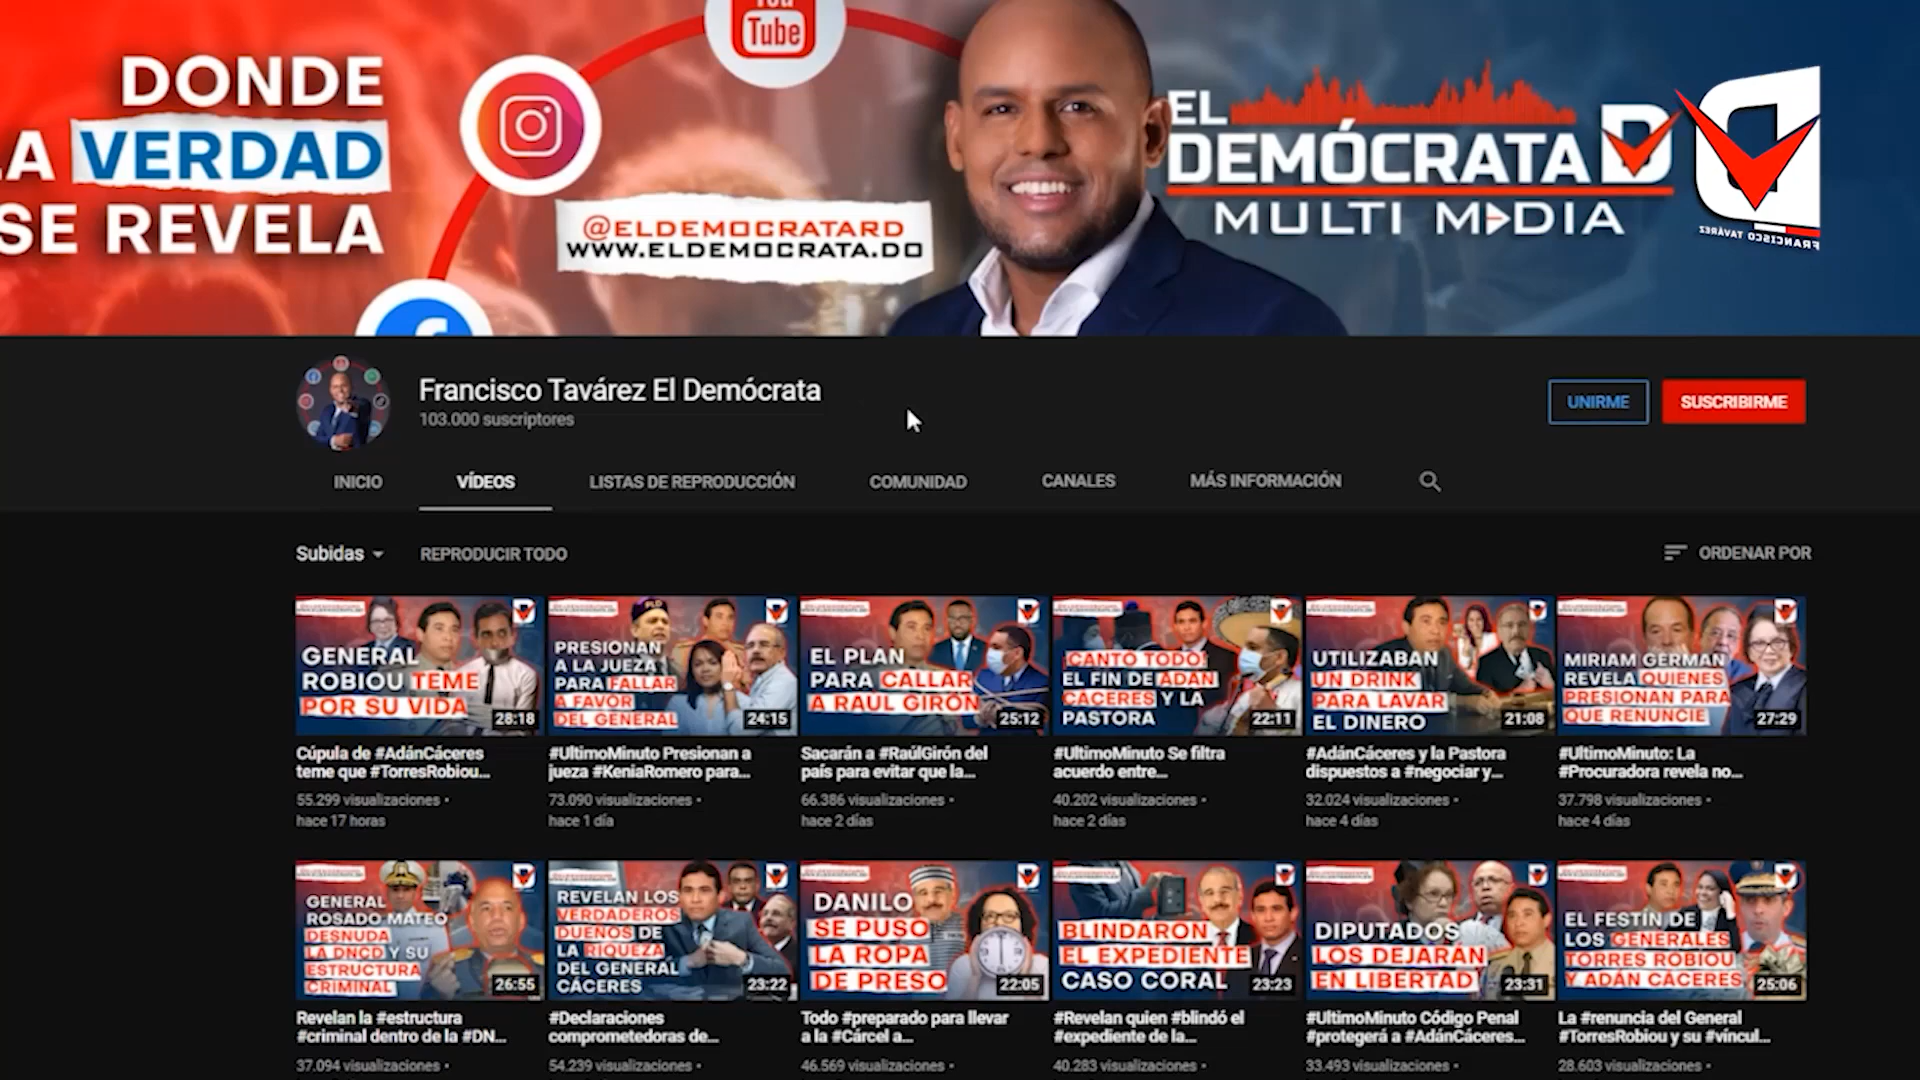 DONDE
LA VERDAD
SE REVELA
You
Tube
@ELDEMOCRATARD
WWW.ELDEMOCRATA.DO
EL
DEMÓCRATA D
MULTI MEDIA
FRANCISCO TAVÁREZ
Francisco Tavárez El Demócrata
103.000 suscriptores
UNIRME
SUSCRIBIRME
INICIO
VÍDEOS
LISTAS DE REPRODUCCIÓN
COMUNIDAD
CANALES
MÁS INFORMACIÓN
Subidas
REPRODUCIR TODO
ORDENAR POR
GENERAL
ROBIOU TEME
POR SU VIDA
28:18
PLD
PRESIONAN
A LA JUEZA
PARA FALLAR
A FAVOR
DEL GENERAL
24:15
EL PLAN
PARA CALLAR
A RAUL GIRÓN
25:12
CANTO TODO:
EL FIN DE ADAN
CACERES Y LA
PASTORA
22:11
UTILIZABAN
UN DRINK
PARA LAVAR
EL DINERO
21:08
MIRIAM GERMAN
REVELA QUIENES
PRESIONAN PARA
QUE RENUNCIE
27:29
Cúpula de #AdánCáceres
teme que #TorresRobiou...
55.299 visualizaciones •
hace 17 horas
#UltimoMinuto Presionan a
jueza #KeniaRomero para...
73.090 visualizaciones •
hace 1 día
Sacarán a #RaúlGirón del
país para evitar que la...
66.386 visualizaciones •
hace 2 días
#UltimoMinuto Se filtra
acuerdo entre...
40.202 visualizaciones •
hace 2 días
#AdánCáceres y la Pastora
dispuestos a #negociar y...
32.024 visualizaciones •
hace 4 días
#UltimoMinuto: La
#Procuradora revela no...
37.798 visualizaciones •
hace 4 días
GENERAL
ROSADO MATEO
DESNUDA
LA DNCD Y SU
ESTRUCTURA
CRIMINAL
26:55
REVELAN LOS
VERDADEROS
DUEÑOS DE
LA RIQUEZA
DEL GENERAL
CÁCERES
23:22
DANILO
SE PUSO
LA ROPA
DE PRESO
22:05
BLINDARON
EL EXPEDIENTE
CASO CORAL
23:23
DIPUTADOS
LOS DEJARÁN
EN LIBERTAD
23:31
EL FESTÍN DE
LOS GENERALES
TORRES ROBIOU
Y ADÁN CÁCERES
25:06
Revelan la #estructura
#criminal dentro de la #DN...
37.094 visualizaciones •
#Declaraciones
comprometedoras de...
54.239 visualizaciones •
Todo #preparado para llevar
a la #Cárcel a...
46.569 visualizaciones •
#Revelan quien #blindó el
#expediente de la...
40.283 visualizaciones •
#UltimoMinuto Código Penal
#protegerá a #AdánCáceres...
33.493 visualizaciones •
La #renuncia del General
#TorresRobiou y su #víncul...
28.603 visualizaciones •